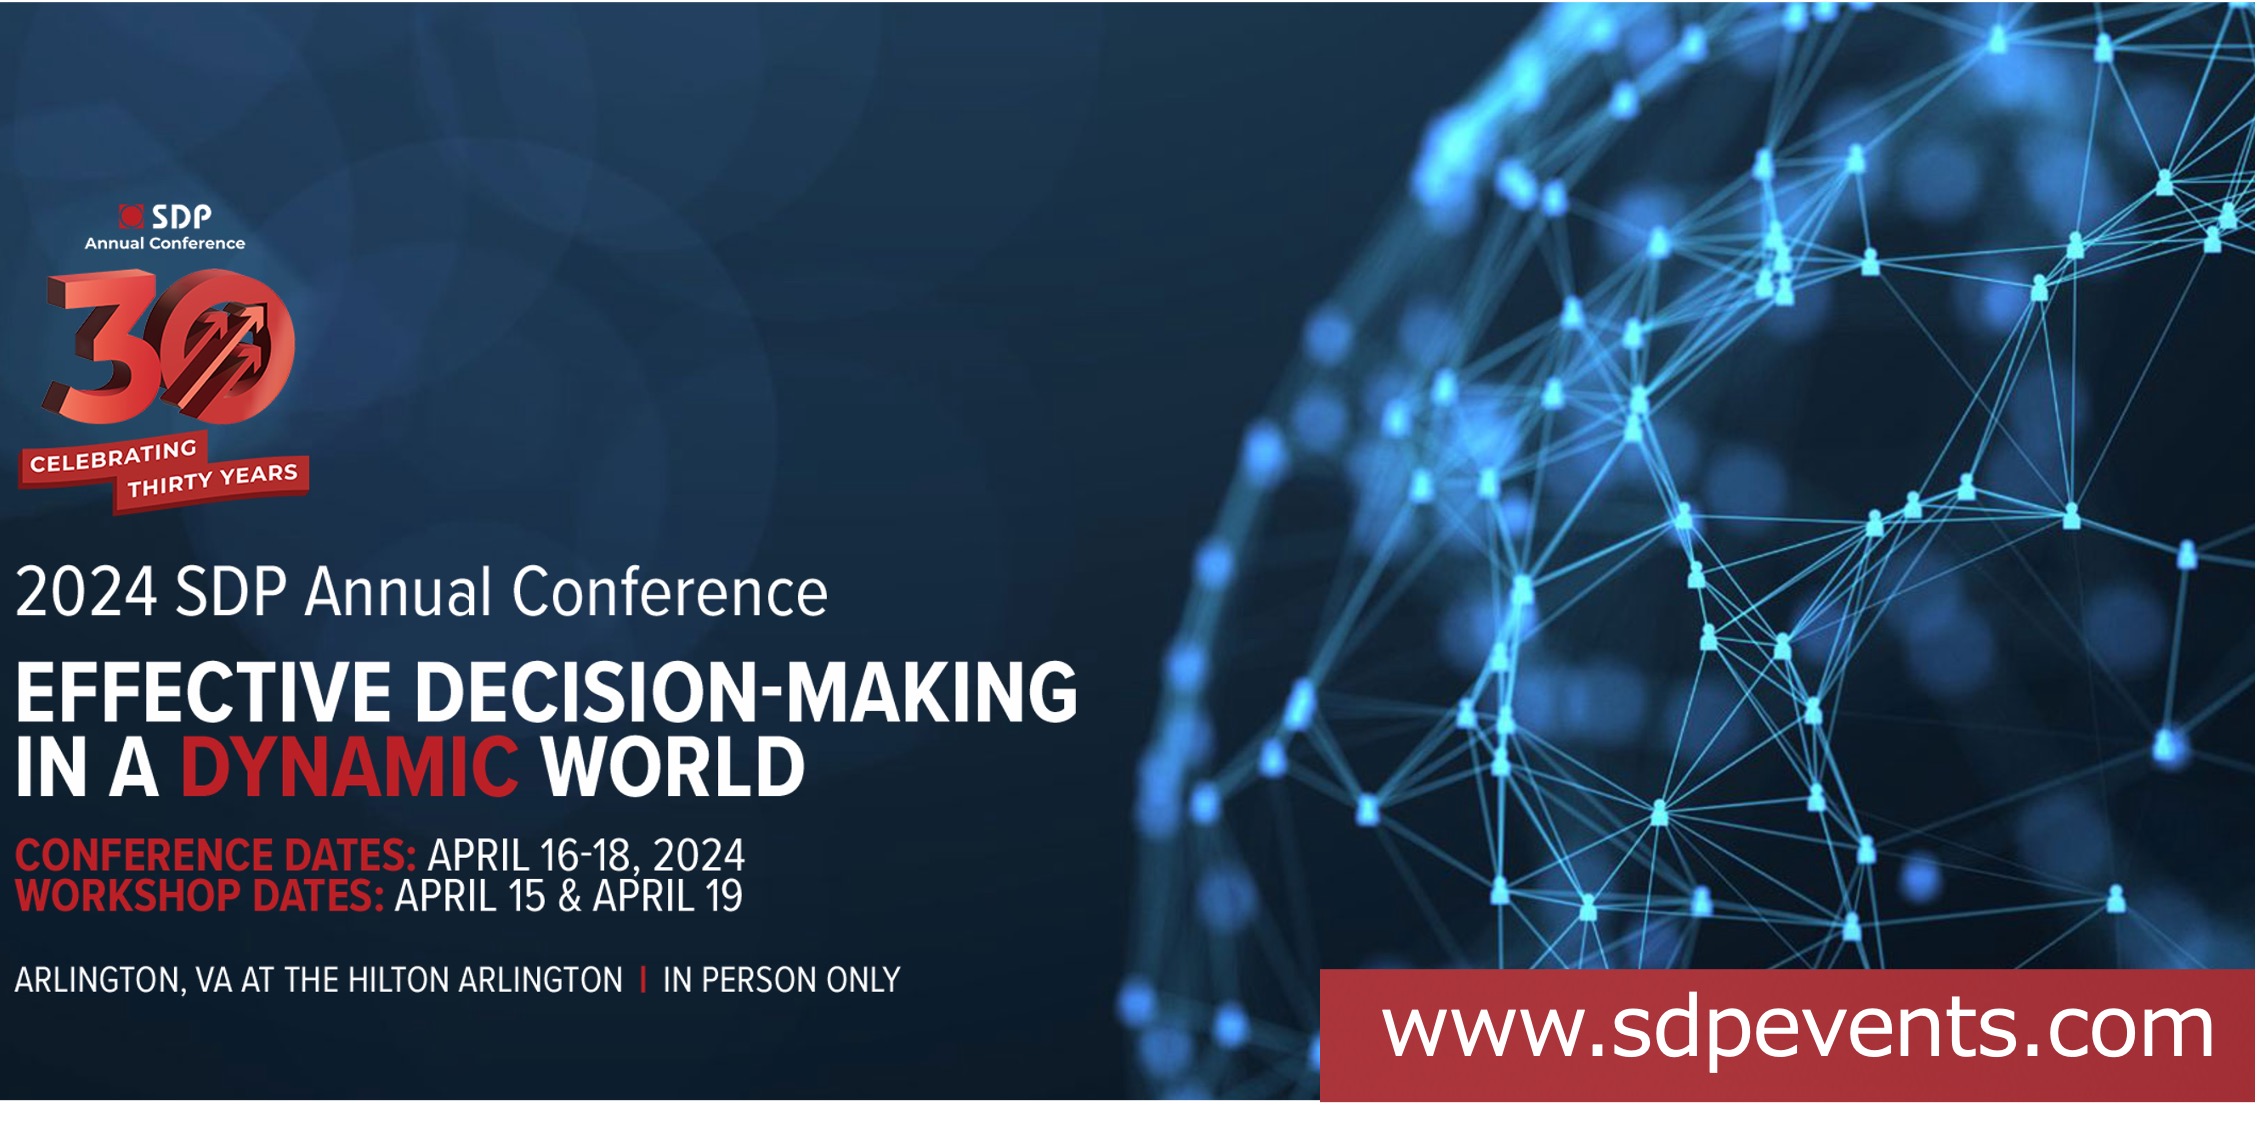 SDP
Annual Conference
30
CELEBRATING
THIRTY YEARS
2024 SDP Annual Conference
EFFECTIVE DECISION-MAKING
IN A DYNAMIC WORLD
CONFERENCE DATES: APRIL 16-18, 2024
WORKSHOP DATES: APRIL 15 & APRIL 19
ARLINGTON, VA AT THE HILTON ARLINGTON | IN PERSON ONLY
www.sdpevents.com